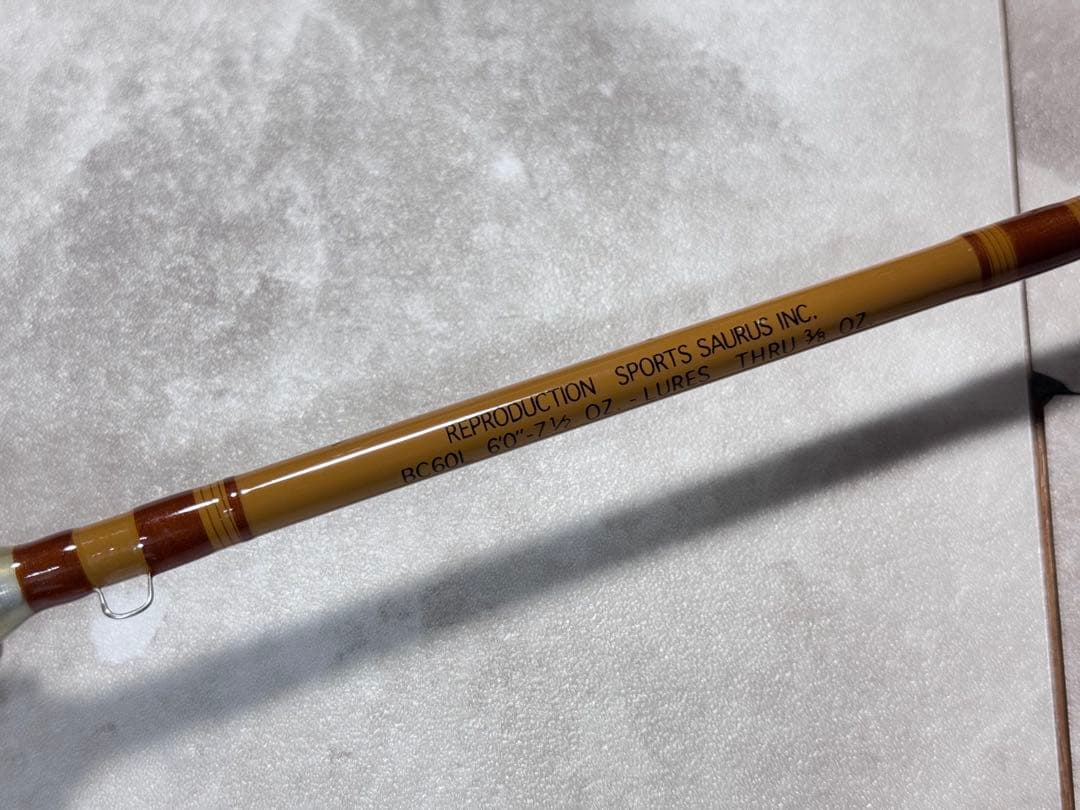 REPRODUCTION SPORTS SAURUS INC.
BC60L 6'0"-7½ OZ. - LURES THRU ⅜ OZ.